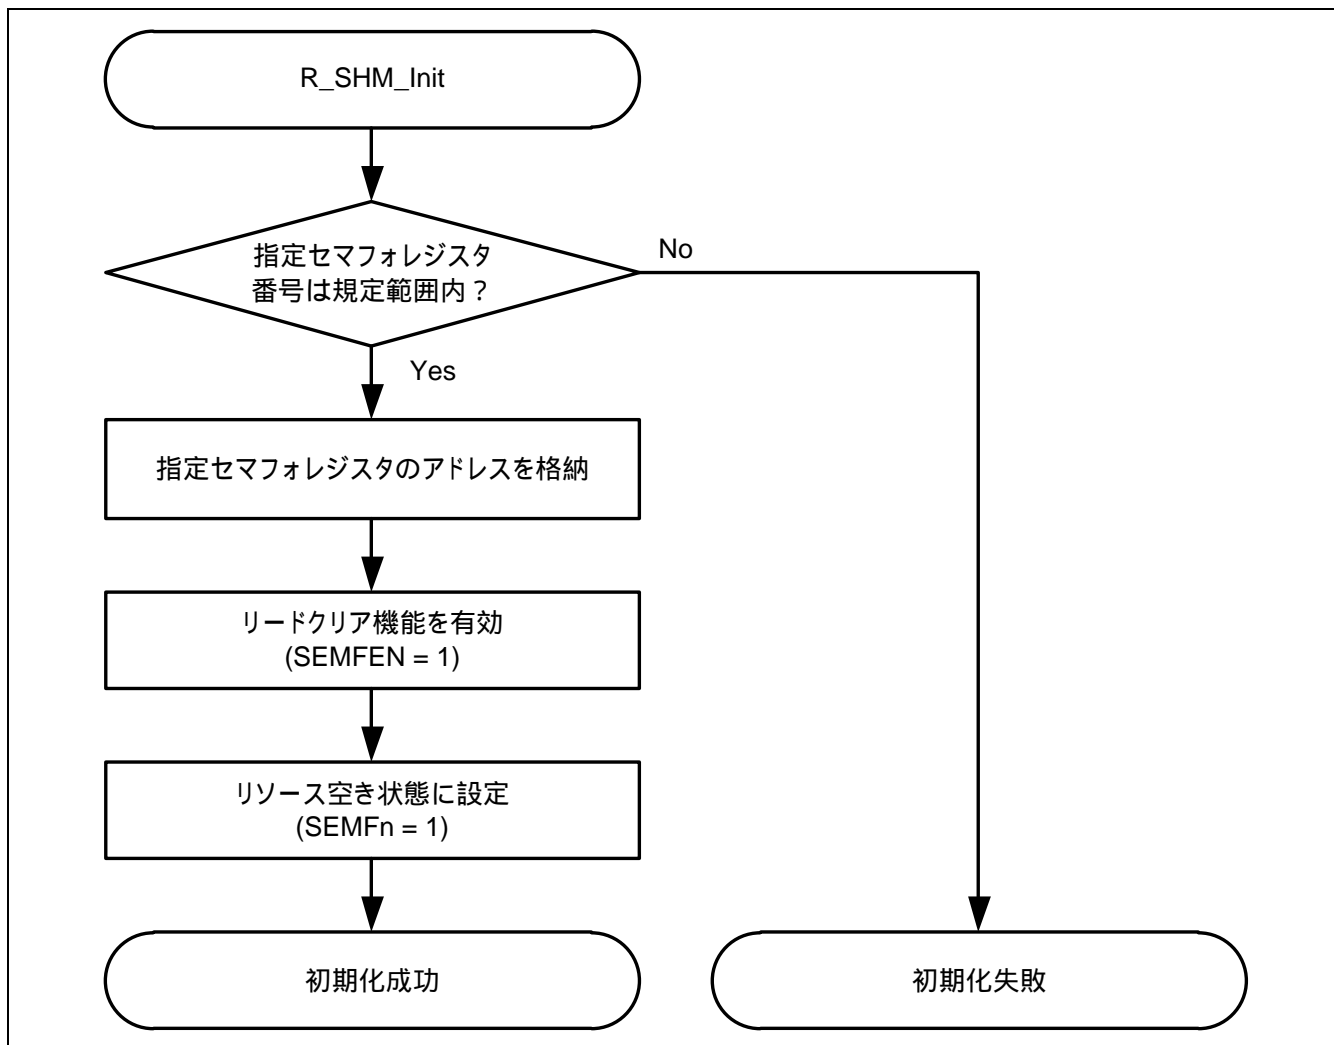 R_SHM_Init
指定セマフォレジスタ
番号は規定範囲内？
No
Yes
指定セマフォレジスタのアドレスを格納
リードクリア機能を有効
(SEMFEN = 1)
リソース空き状態に設定
(SEMFn = 1)
初期化成功
初期化失敗